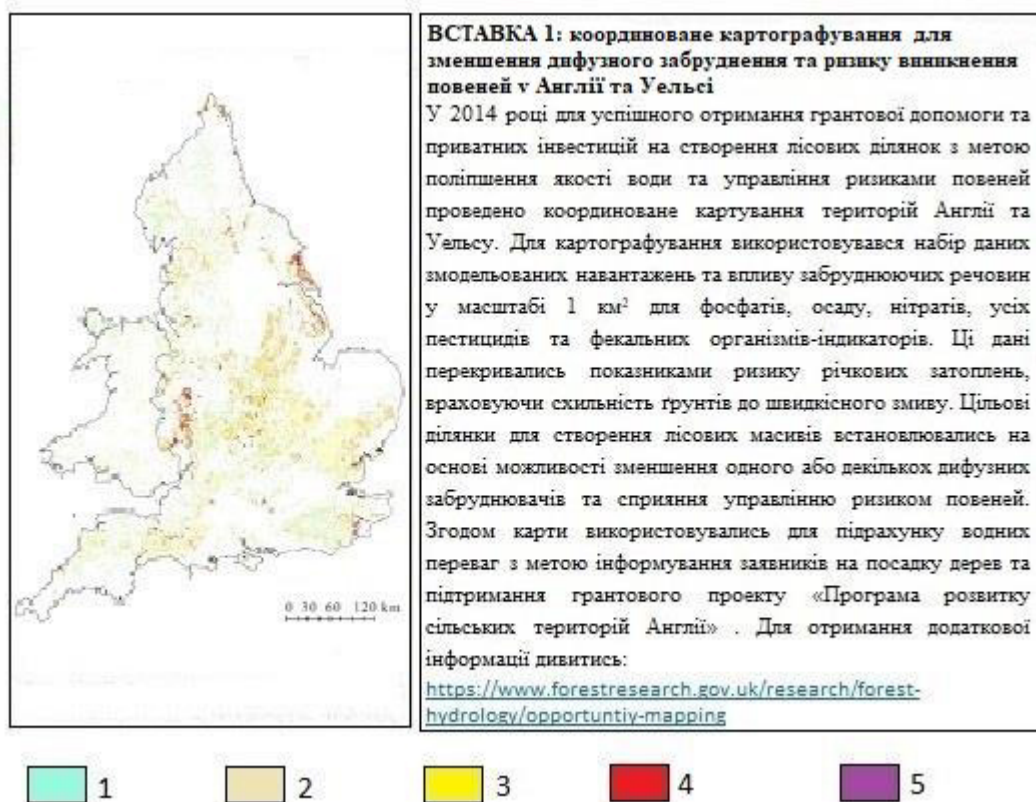 ВСТАВКА 1: координоване картографування для
зменшення дифузного забруднення та ризику виникнення
повеней v Англії та Уельсі
У 2014 році для успішного отримання грантової допомоги та
приватних інвестицій на створення лісових ділянок з метою
поліпшення якості води та управління ризиками повеней
проведено координоване картування територій Англії та
Уельсу. Для картографування використовувався набір даних
змодельованих навантажень та впливу забруднюючих речовин
у масштабі 1 км² для фосфатів, осаду, нітратів, усіх
пестицидів та фекальних організмів-індикаторів. Ці дані
перекривались показниками ризику річкових затоплень,
враховуючи схильність ґрунтів до швидкісного змиву. Цільові
ділянки для створення лісових масивів встановлювались на
основі можливості зменшення одного або декількох дифузних
забруднювачів та сприяння управлінню ризиком повеней.
Згодом карти використовувались для підрахунку водних
переваг з метою інформування заявників на посадку дерев та
підтримання грантового проекту «Програма розвитку
сільських територій Англії» . Для отримання додаткової
інформації дивитись:
https://www.forestresearch.gov.uk/research/forest-
hydrology/opportuntiy-mapping
0 30 60 120 km
1 2 3 4 5